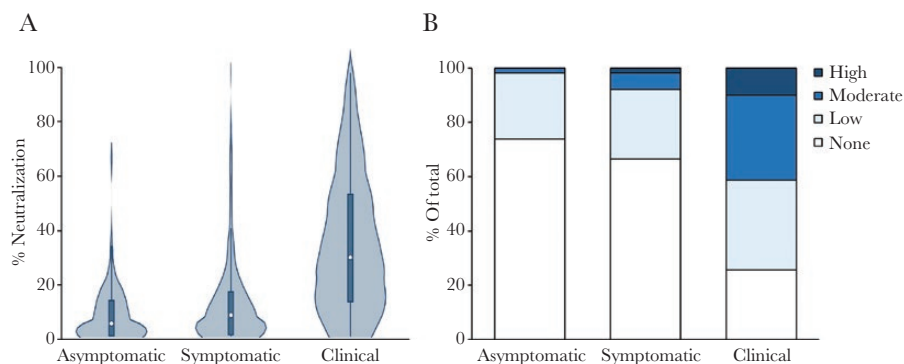 A
% Neutralization
100
80
60
40
20
0
Asymptomatic
Symptomatic
Clinical
B
% Of total
100
80
60
40
20
0
Asymptomatic
Symptomatic
Clinical
High
Moderate
Low
None